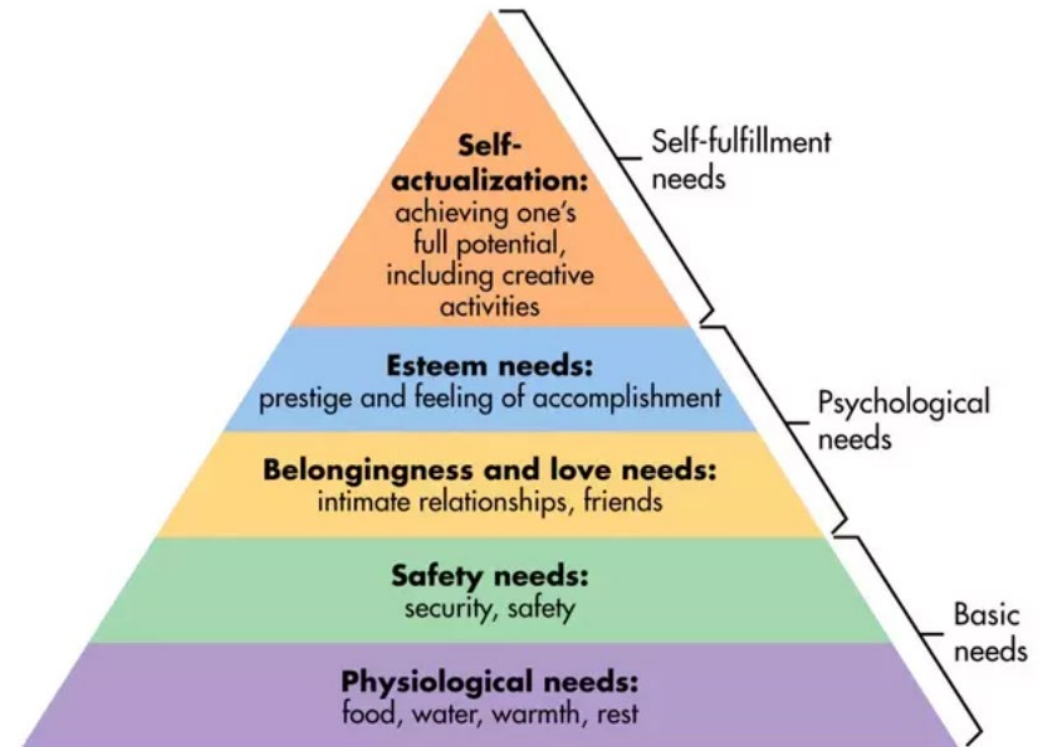 Self-
actualization:
achieving one's
full potential,
including creative
activities
Self-fulfillment
needs
Esteem needs:
prestige and feeling of accomplishment
Psychological
needs
Belongingness and love needs:
intimate relationships, friends
Safety needs:
security, safety
Basic
needs
Physiological needs:
food, water, warmth, rest